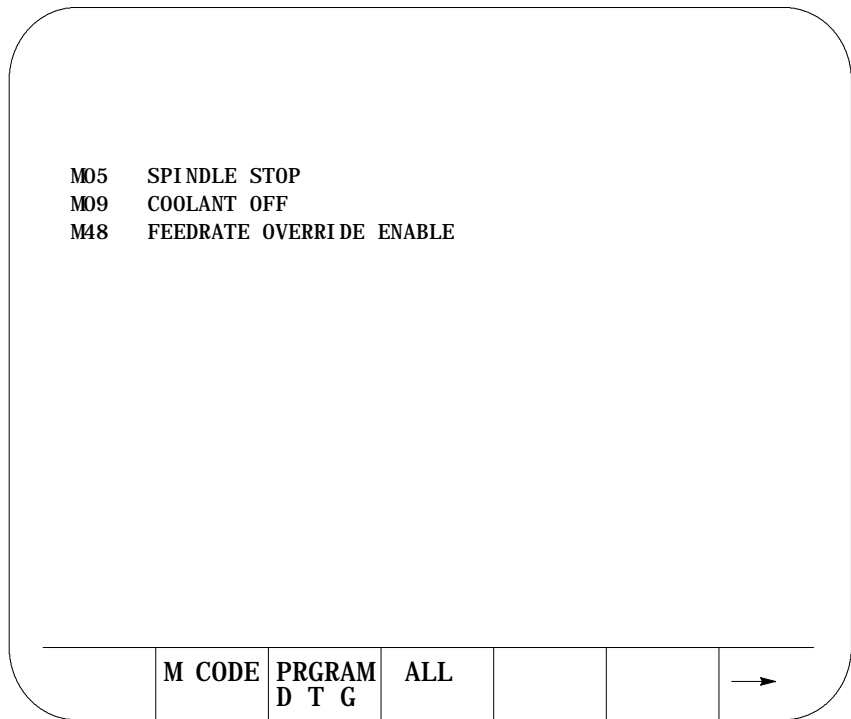 M05 SPINDLE STOP
M09 COOLANT OFF
M48 FEEDRATE OVERRIDE ENABLE
M CODE PRGRAM ALL
D T G